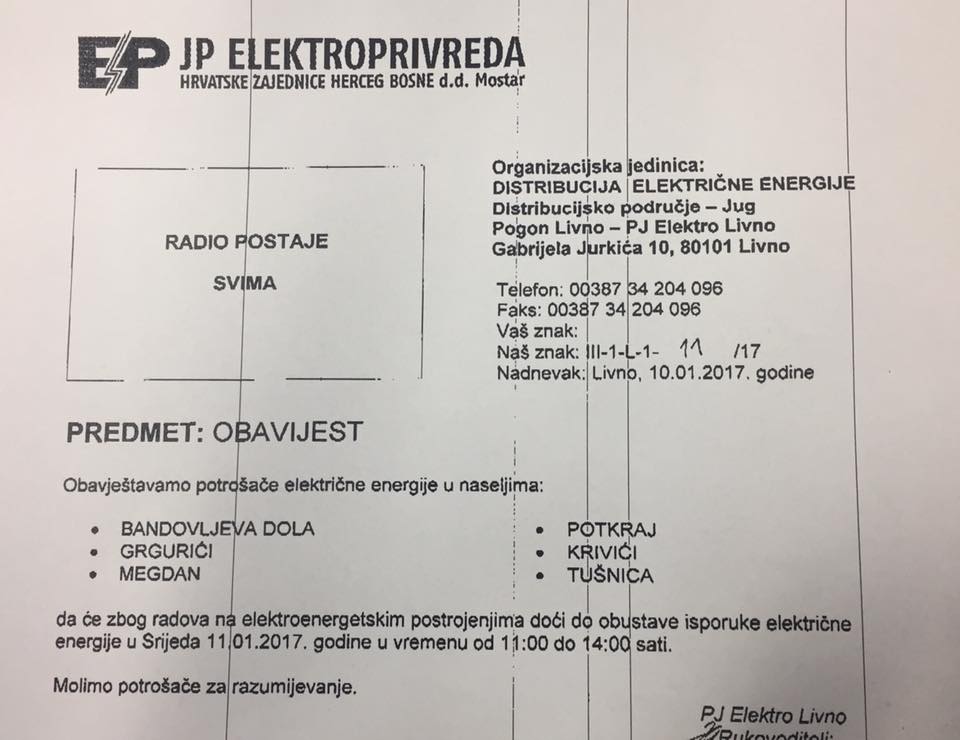 EP JP ELEKTROPRIVREDA
HRVATSKE ZAJEDNICE HERCEG BOSNE d.d. Mostar
RADIO POSTAJE
SVIMA
Organizacijska jedinica:
DISTRIBUCIJA ELEKTRIČNE ENERGIJE
Distribucijsko područje – Jug
Pogon Livno – PJ Elektro Livno
Gabrijela Jurkića 10, 80101 Livno
Telefon: 00387 34 204 096
Faks: 00387 34 204 096
Vaš znak:
Naš znak: III-1-L-1- 11 /17
Nadnevak: Livno, 10.01.2017. godine
PREDMET: OBAVIJEST
Obavještavamo potrošače električne energije u naseljima:
• BANDOVLJEVA DOLA
• GRGURIĆI
• MEGDAN
• POTKRAJ
• KRIVIĆI
• TUŠNICA
da će zbog radova na elektroenergetskim postrojenjima doći do obustave isporuke električne
energije u Srijeda 11.01.2017. godine u vremenu od 11:00 do 14:00 sati.
Molimo potrošače za razumijevanje.
PJ Elektro Livno
Rukovoditelj: